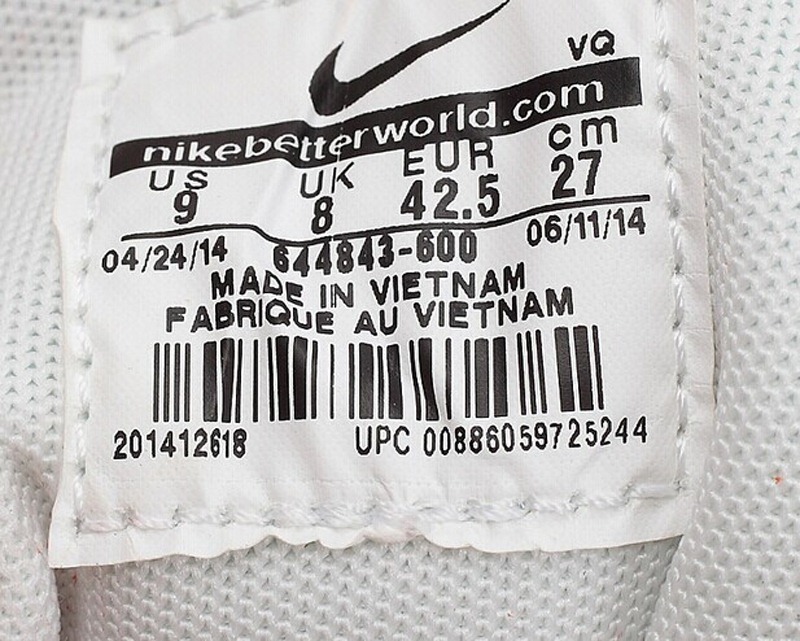 VQ
nikebetterworld.com
US UK EUR cm
9 8 42.5 27
04/24/14 644843-600 06/11/14
MADE IN VIETNAM
FABRIQUE AU VIETNAM
201412618 UPC 00886059725244